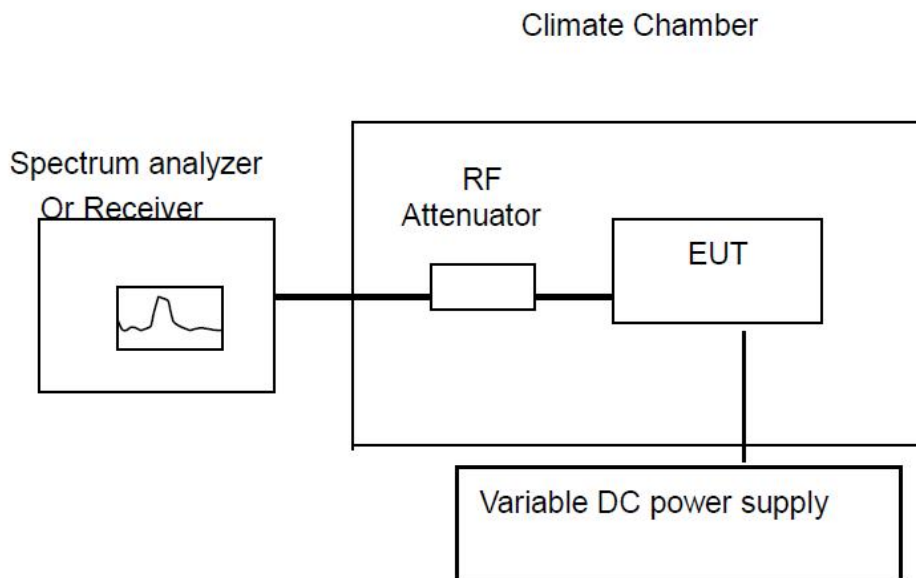 Climate Chamber
Spectrum analyzer
Or Receiver
RF
Attenuator
EUT
Variable DC power supply